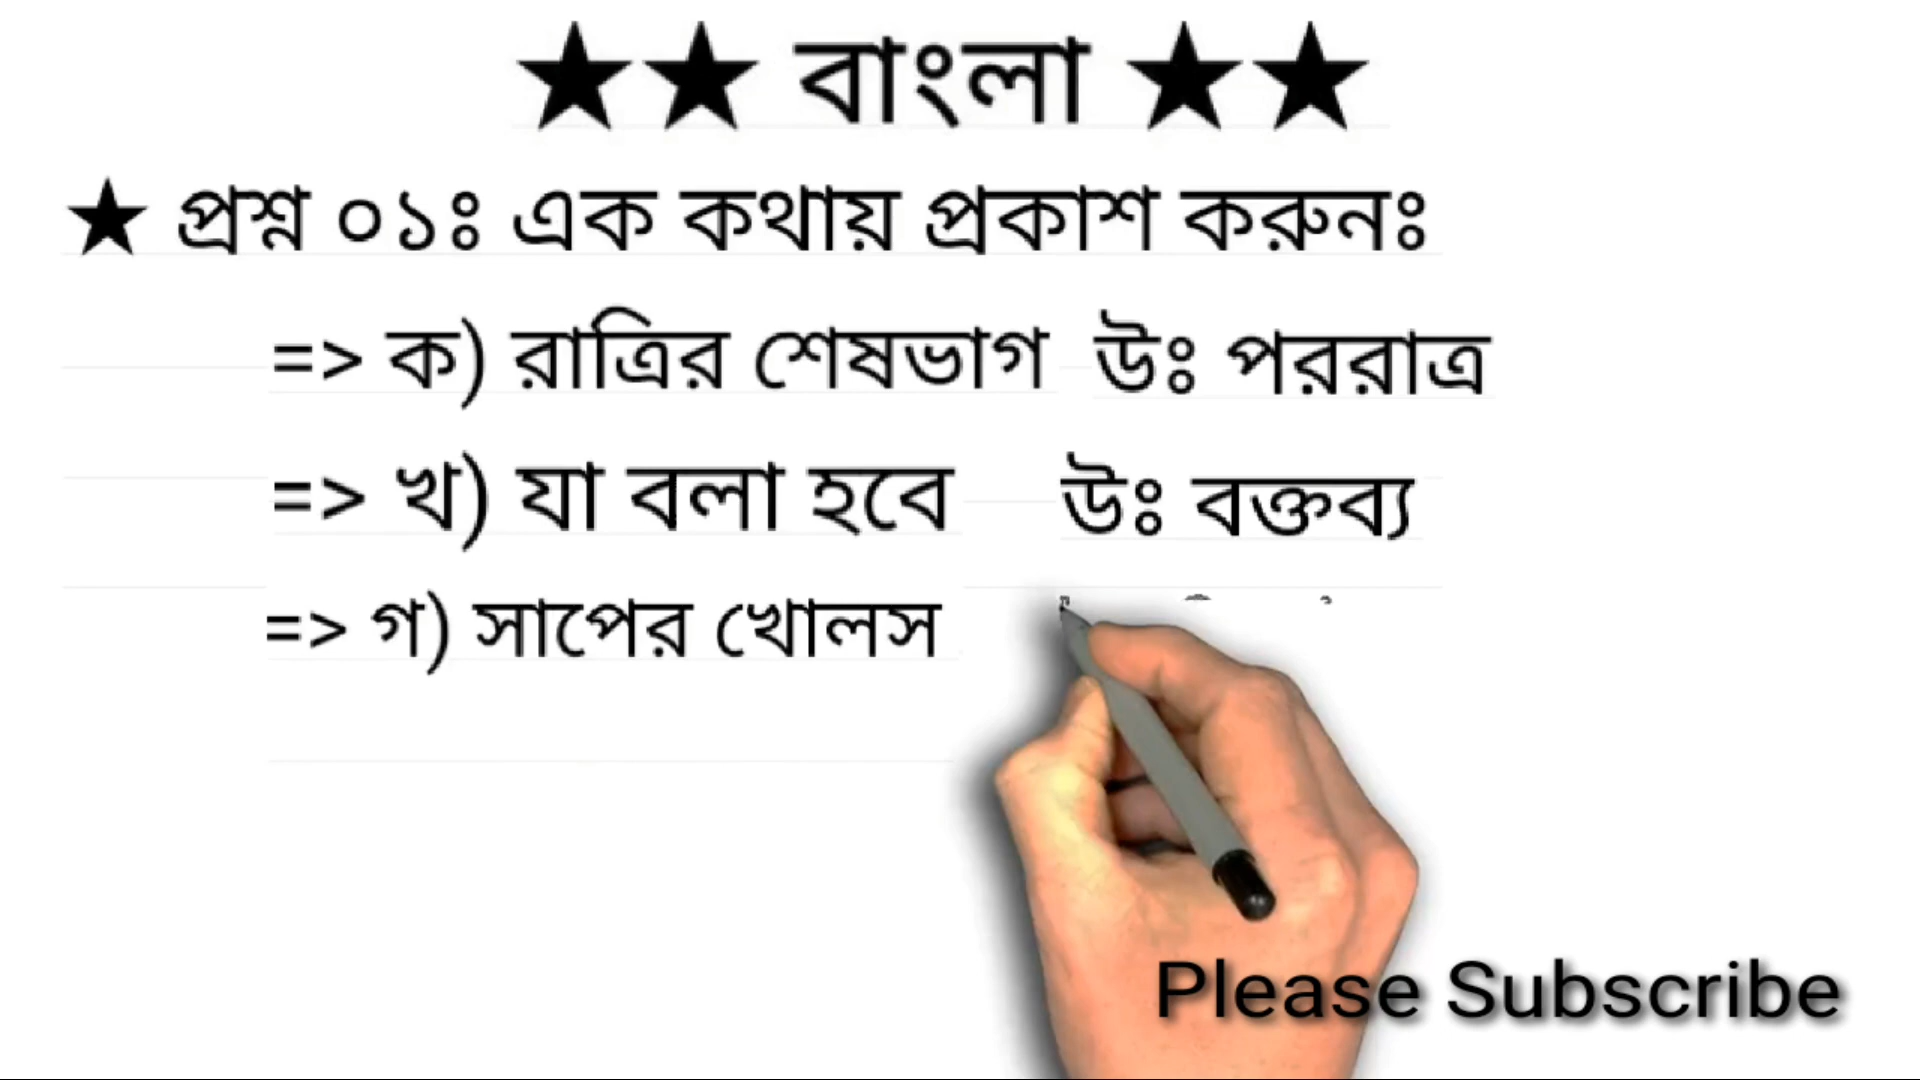 ★★ বাংলা ★★
★ প্রশ্ন ০১ঃ এক কথায় প্রকাশ করুনঃ
=> ক) রাত্রির শেষভাগ উঃ পররাত্র
=> খ) যা বলা হবে উঃ বক্তব্য
=> গ) সাপের খোলস
Please Subscribe